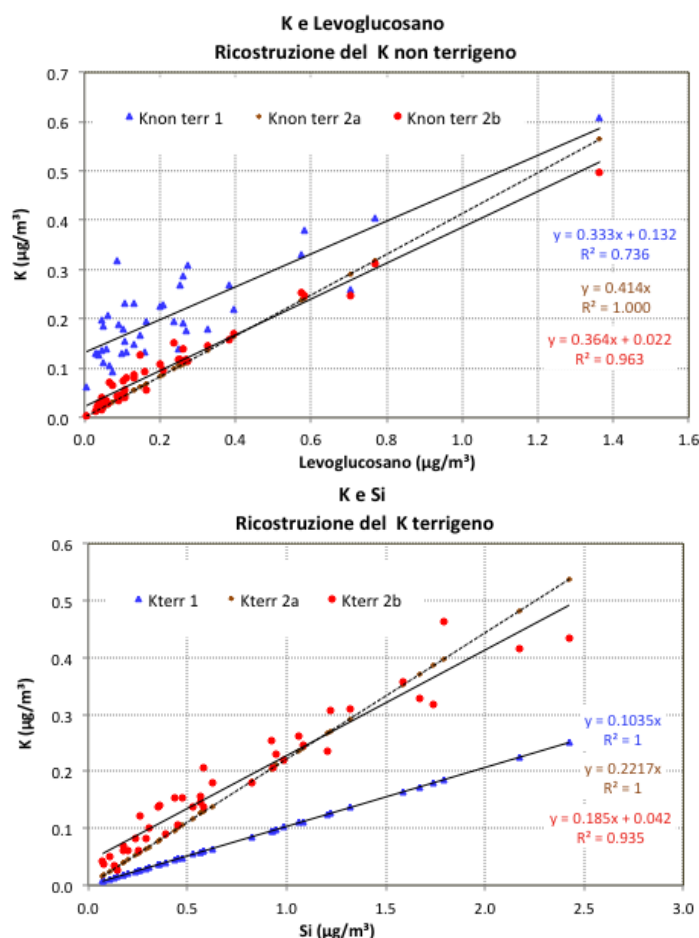 K e Levoglucosano
Ricostruzione del K non terrigeno
0.7
0.6
0.5
0.4
0.3
0.2
0.1
0.0
K (µg/m³)
Knon terr 1
Knon terr 2a
Knon terr 2b
y = 0.333x + 0.132
R² = 0.736
y = 0.414x
R² = 1.000
y = 0.364x + 0.022
R² = 0.963
0.0 0.2 0.4 0.6 0.8 1.0 1.2 1.4 1.6
Levoglucosano (µg/m³)
K e Si
Ricostruzione del K terrigeno
0.6
0.5
0.4
0.3
0.2
0.1
0.0
K (µg/m³)
Kterr 1
Kterr 2a
Kterr 2b
y = 0.1035x
R² = 1
y = 0.2217x
R² = 1
y = 0.185x + 0.042
R² = 0.935
0.0 0.5 1.0 1.5 2.0 2.5 3.0
Si (µg/m³)